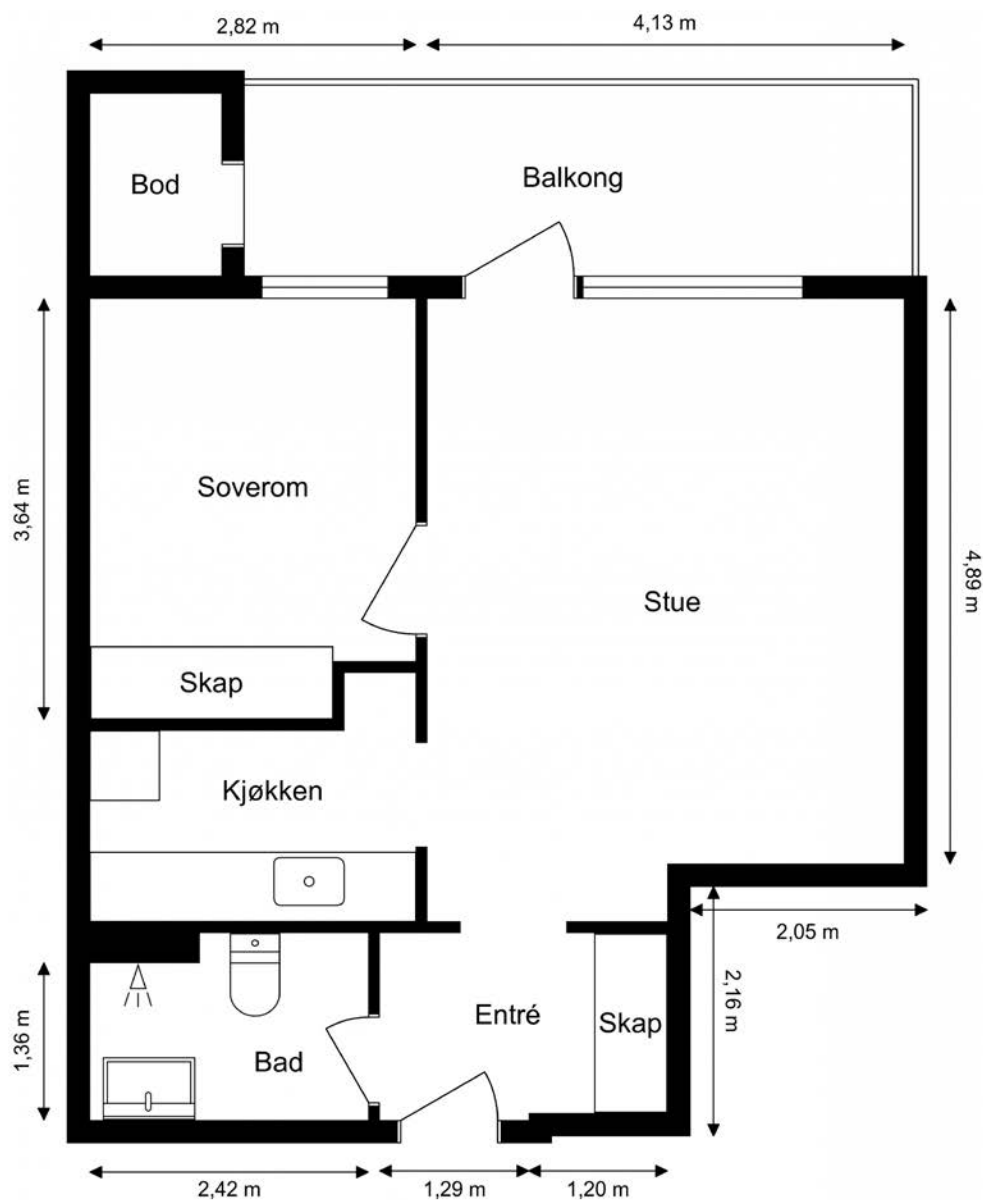 2,82 m
4,13 m
Bod
Balkong
Soverom
3,64 m
Stue
4,89 m
Skap
Kjøkken
2,05 m
2,16 m
Entré
Skap
1,36 m
Bad
2,42 m
1,29 m
1,20 m